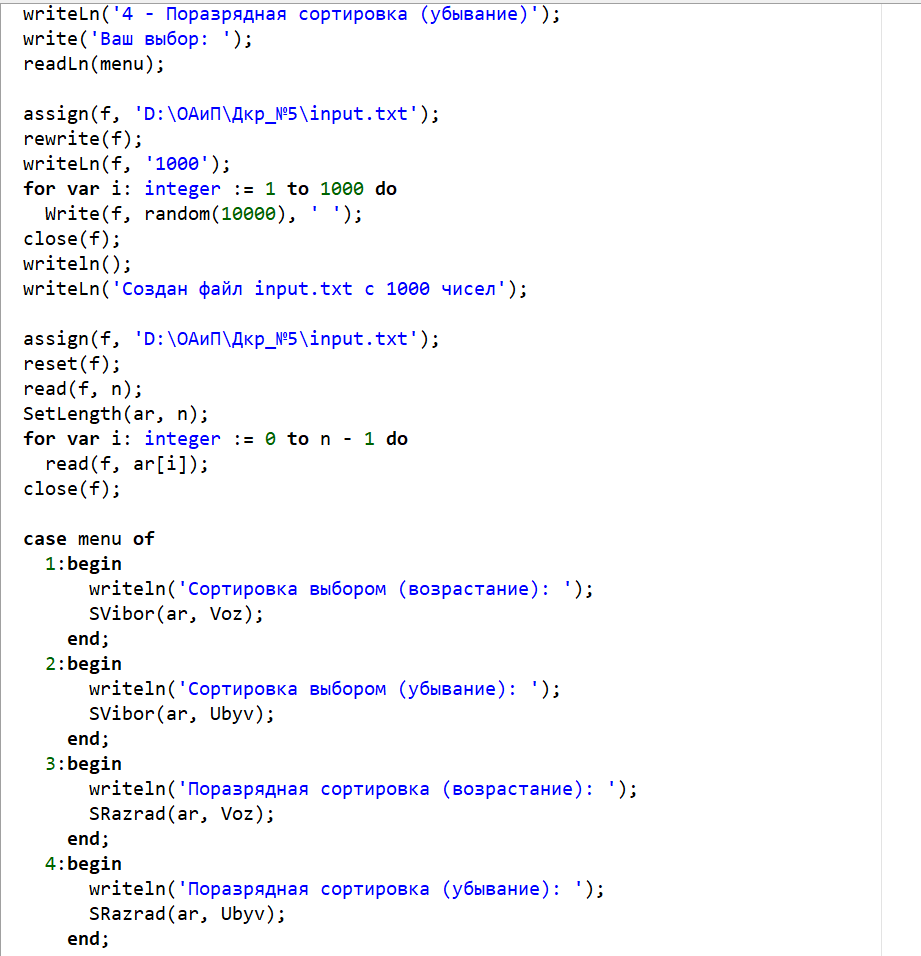 writeLn('4 - Поразрядная сортировка (убывание)');
write('Ваш выбор: ');
readLn(menu);

assign(f, 'D:\ОАиП\Дкр_№5\input.txt');
rewrite(f);
writeLn(f, '1000');
for var i: integer := 1 to 1000 do
  Write(f, random(10000), ' ');
close(f);
writeln();
writeLn('Создан файл input.txt с 1000 чисел');

assign(f, 'D:\ОАиП\Дкр_№5\input.txt');
reset(f);
read(f, n);
SetLength(ar, n);
for var i: integer := 0 to n - 1 do
  read(f, ar[i]);
close(f);

case menu of
  1:begin
      writeln('Сортировка выбором (возрастание): ');
      SVibor(ar, Voz);
    end;
  2:begin
      writeln('Сортировка выбором (убывание): ');
      SVibor(ar, Ubyv);
    end;
  3:begin
      writeln('Поразрядная сортировка (возрастание): ');
      SRazrad(ar, Voz);
    end;
  4:begin
      writeln('Поразрядная сортировка (убывание): ');
      SRazrad(ar, Ubyv);
    end;